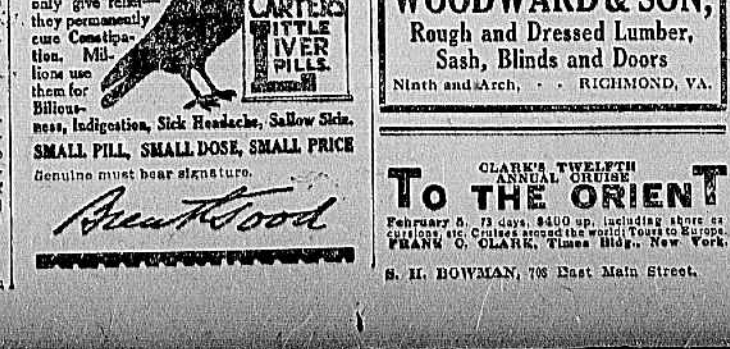 only give relief—
they permanently
cure Constipa-
tion. Mil-
lions use
them for
Bilious-
ness, Indigestion, Sick Headache, Sallow Skin.
SMALL PILL, SMALL DOSE, SMALL PRICE
Genuine must bear signature.
Brent Good
CARTERS
LITTLE
LIVER
PILLS.
WOODWARD & SON,
Rough and Dressed Lumber,
Sash, Blinds and Doors
Ninth and Arch, - - RICHMOND, VA.
CLARK'S TWELFTH
ANNUAL CRUISE
TO THE ORIENT
February 5, 73 days, $400 up, including shore ex
cursions, etc. Cruises around the world; Tours to Europe.
FRANK C. CLARK, Times Bldg., New York.
S. H. BOWMAN, 708 East Main Street.